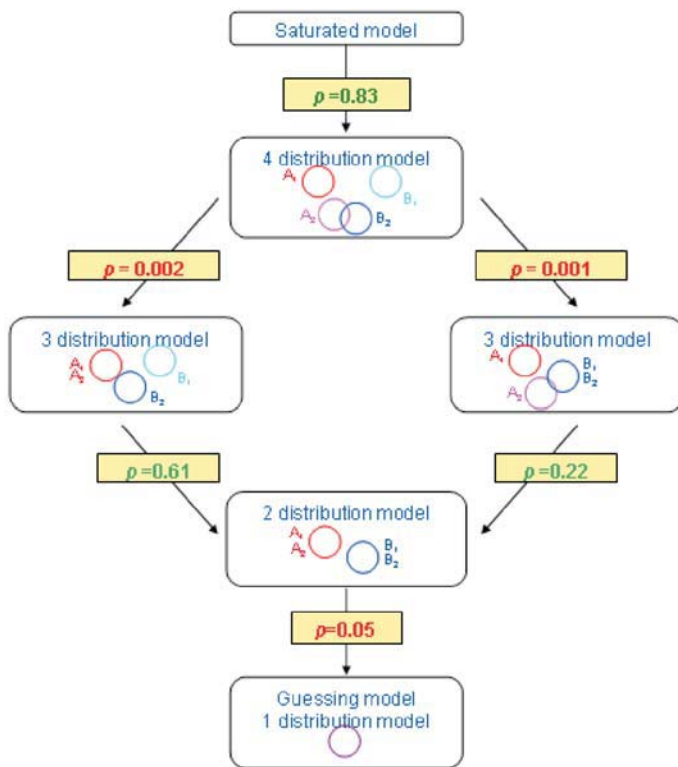 Saturated model
p =0.83
4 distribution model
A₁
B₁
A₂
B₂
p = 0.002
p = 0.001
3 distribution model
A₁
A₂
B₁
B₂
3 distribution model
A₁
B₁
B₂
A₂
p =0.61
p =0.22
2 distribution model
A₁
A₂
B₁
B₂
p=0.05
Guessing model
1 distribution model